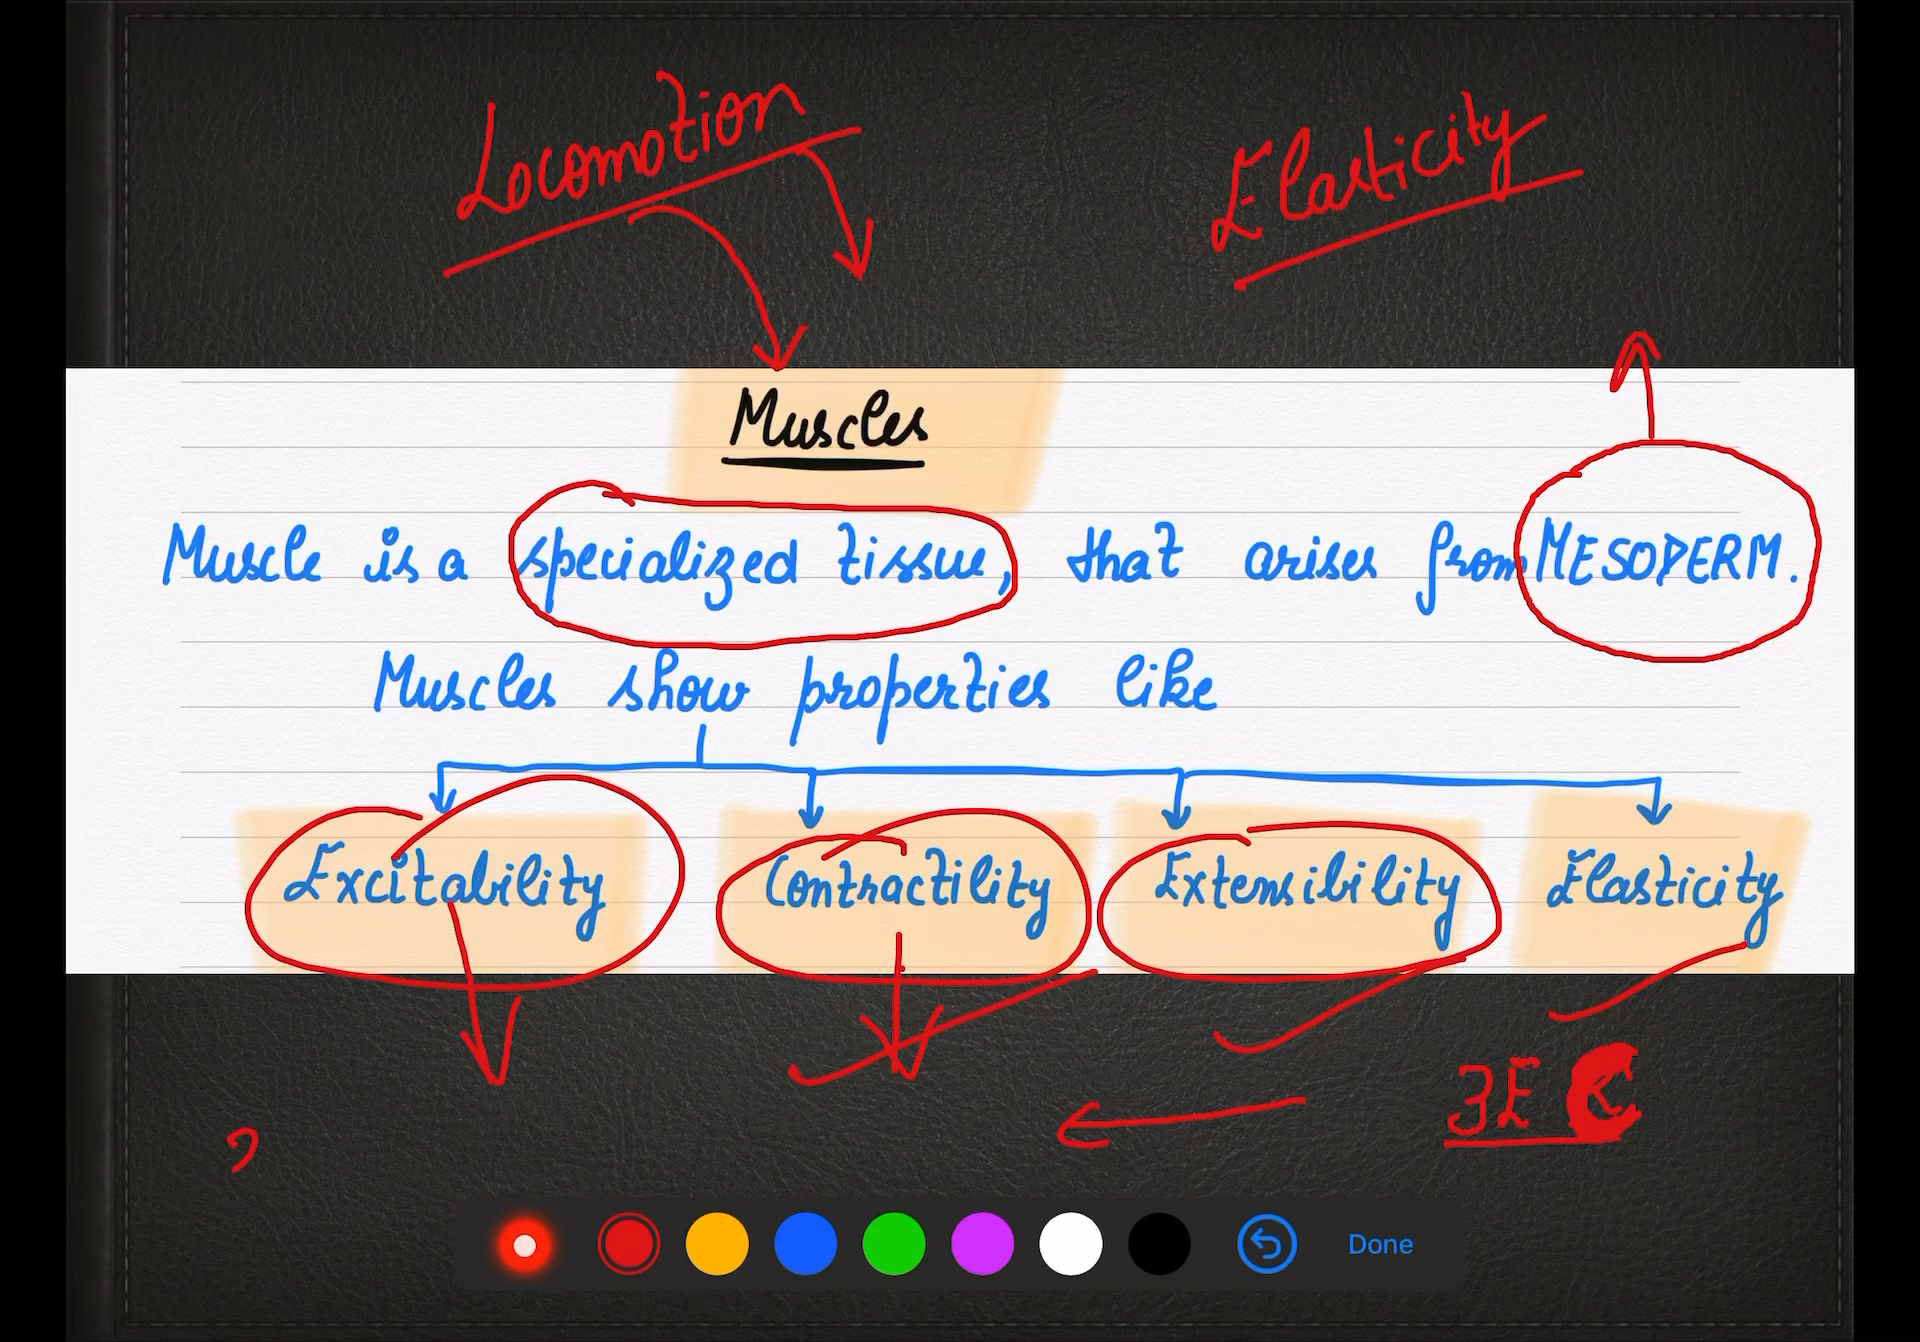 Locomotion
Elasticity
Muscles
Muscle is a specialized tissue, that arises from MESODERM.
Muscles show properties like
Excitability Contractility Extensibility Elasticity
3E C
Done